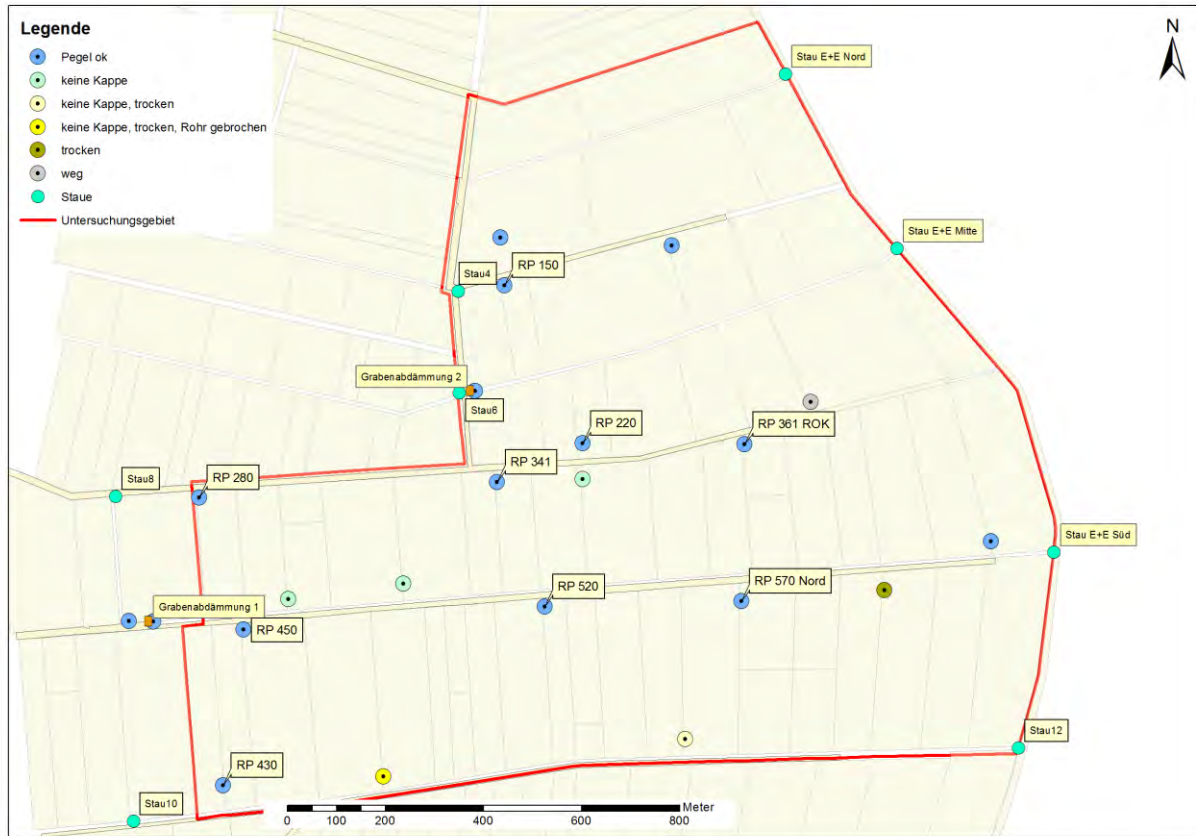 Legende
Pegel ok
keine Kappe
keine Kappe, trocken
keine Kappe, trocken, Rohr gebrochen
trocken
weg
Staue
Untersuchungsgebiet
N
Stau E+E Nord
Stau E+E Mitte
Stau4
RP 150
Grabenabdämmung 2
Stau6
RP 220
RP 361 ROK
RP 341
Stau8
RP 280
Stau E+E Süd
RP 520
RP 570 Nord
Grabenabdämmung 1
RP 450
Stau12
RP 430
Stau10
Meter
0 100 200 400 600 800